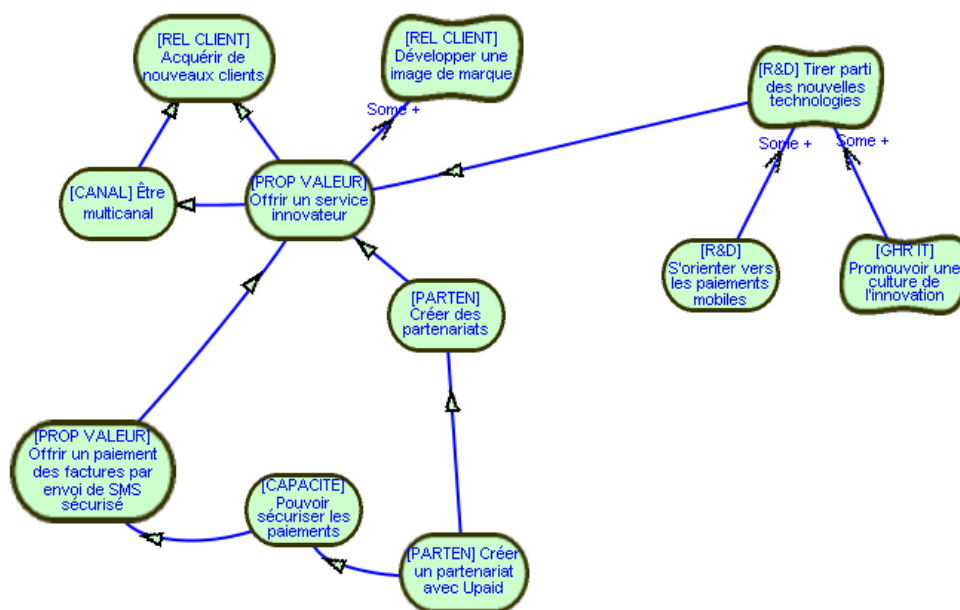 [REL CLIENT]
Acquérir de
nouveaux clients
[REL CLIENT]
Développer une
image de marque
[R&D] Tirer parti
des nouvelles
technologies
Some +
Some +
Some +
[CANAL] Être
multicanal
[PROP VALEUR]
Offrir un service
innovateur
[R&D]
S'orienter vers
les paiements
mobiles
[GHR IT]
Promouvoir une
culture de
l'innovation
[PARTEN]
Créer des
partenariats
[PROP VALEUR]
Offrir un paiement
des factures par
envoi de SMS
sécurisé
[CAPACITE]
Pouvoir
sécuriser les
paiements
[PARTEN] Créer
un partenariat
avec Upaid